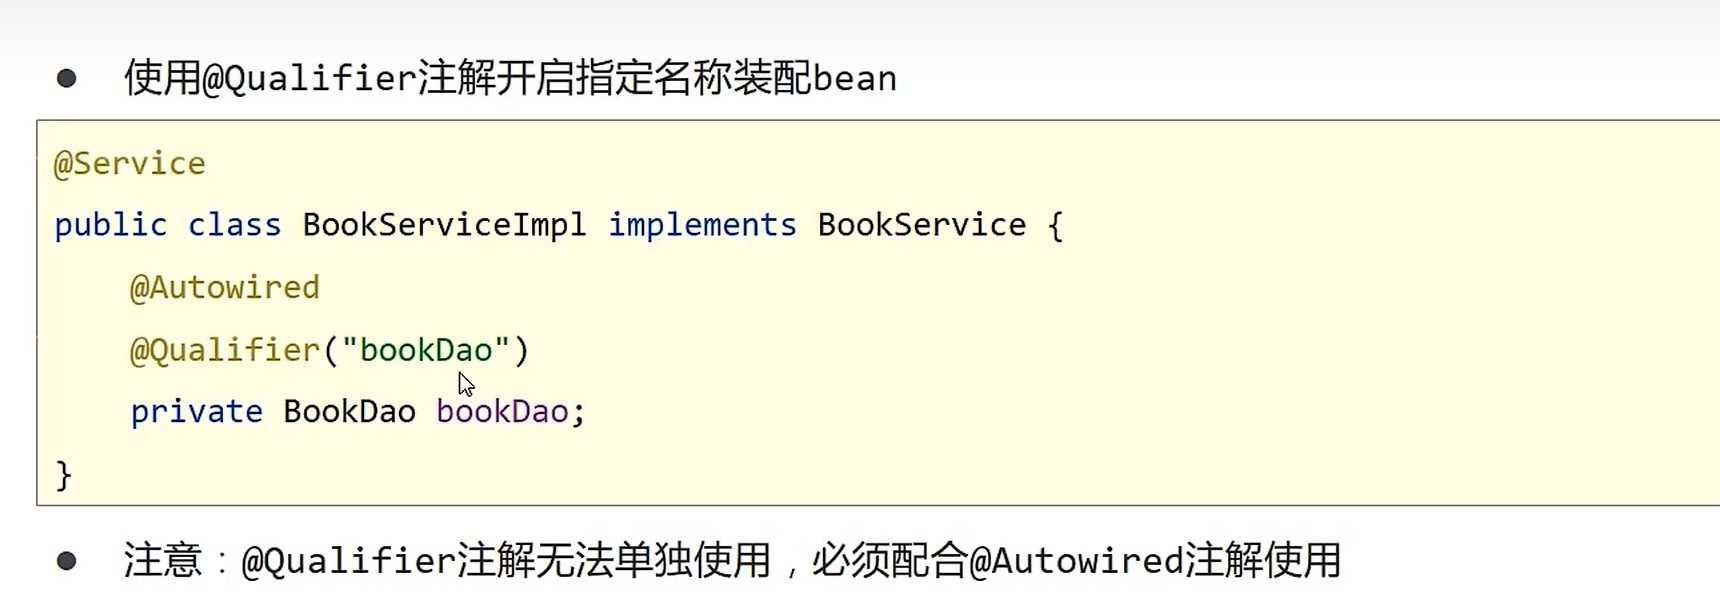 ● 使用@Qualifier注解开启指定名称装配bean
@Service
public class BookServiceImpl implements BookService {
    @Autowired
    @Qualifier("bookDao")
    private BookDao bookDao;
}
● 注意：@Qualifier注解无法单独使用，必须配合@Autowired注解使用